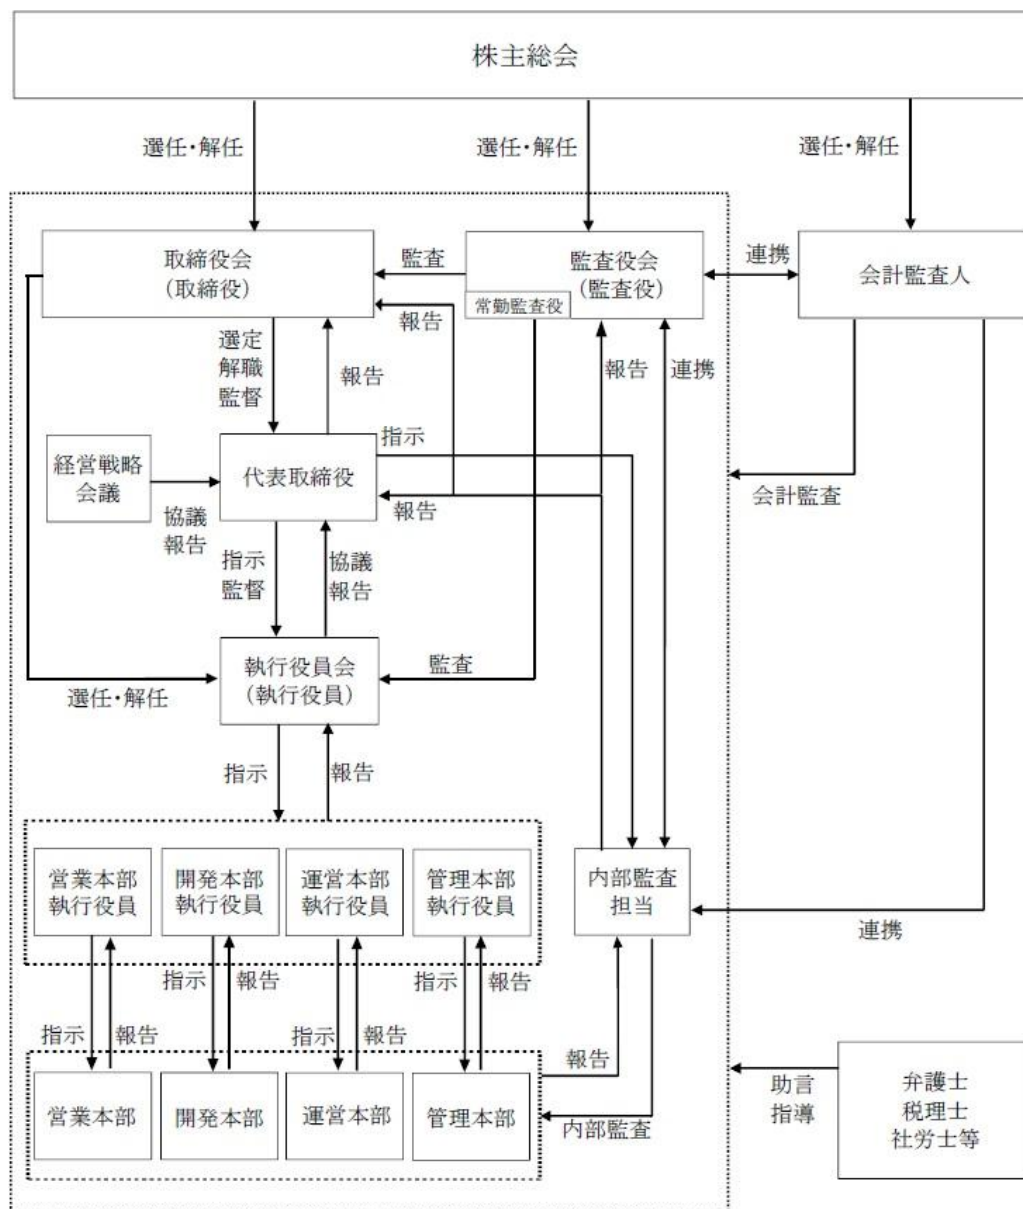 株主総会
選任・解任
選任・解任
選任・解任
取締役会
(取締役)
監査
監査役会
(監査役)
常勤監査役
連携
会計監査人
選定
解職
監督
報告
報告
報告
連携
指示
経営戦略
会議
代表取締役
協議
報告
報告
会計監査
指示
監督
協議
報告
執行役員会
(執行役員)
選任・解任
監査
指示
報告
営業本部
執行役員
開発本部
執行役員
運営本部
執行役員
管理本部
執行役員
内部監査
担当
連携
指示
報告
指示
報告
指示
報告
指示
報告
営業本部
開発本部
運営本部
管理本部
報告
内部監査
助言
指導
弁護士
税理士
社労士等